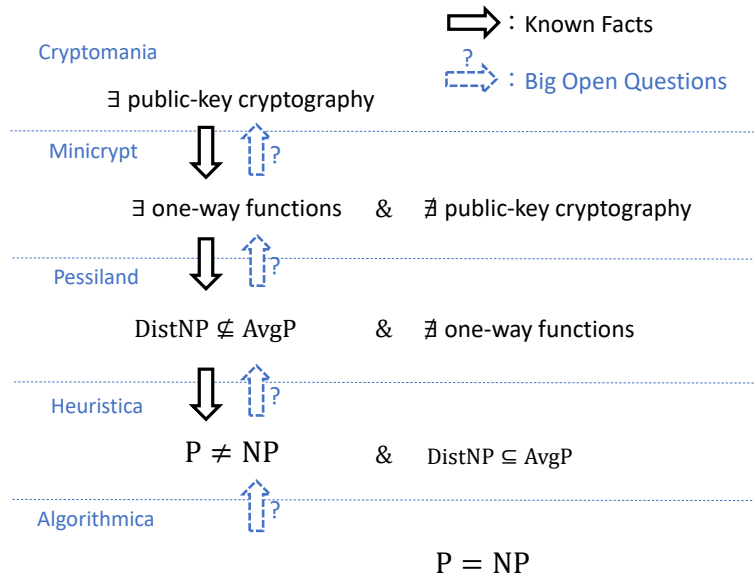 : Known Facts
Cryptomania
?
: Big Open Questions
∃ public-key cryptography
Minicrypt
?
∃ one-way functions & ∄ public-key cryptography
Pessiland
?
DistNP ⊈ AvgP & ∄ one-way functions
Heuristica
?
P ≠ NP & DistNP ⊆ AvgP
Algorithmica
?
P = NP